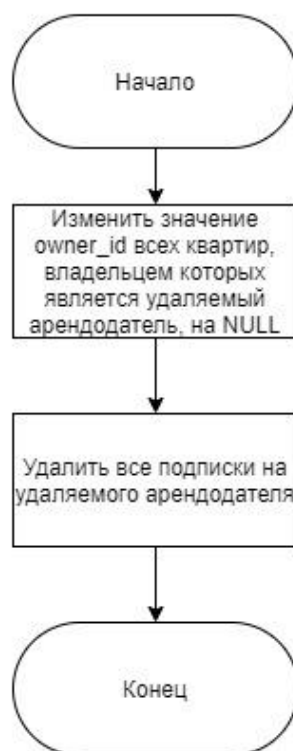 Начало
Изменить значение
owner_id всех квартир,
владельцем которых
является удаляемый
арендодатель, на NULL
Удалить все подписки на
удаляемого арендодателя
Конец